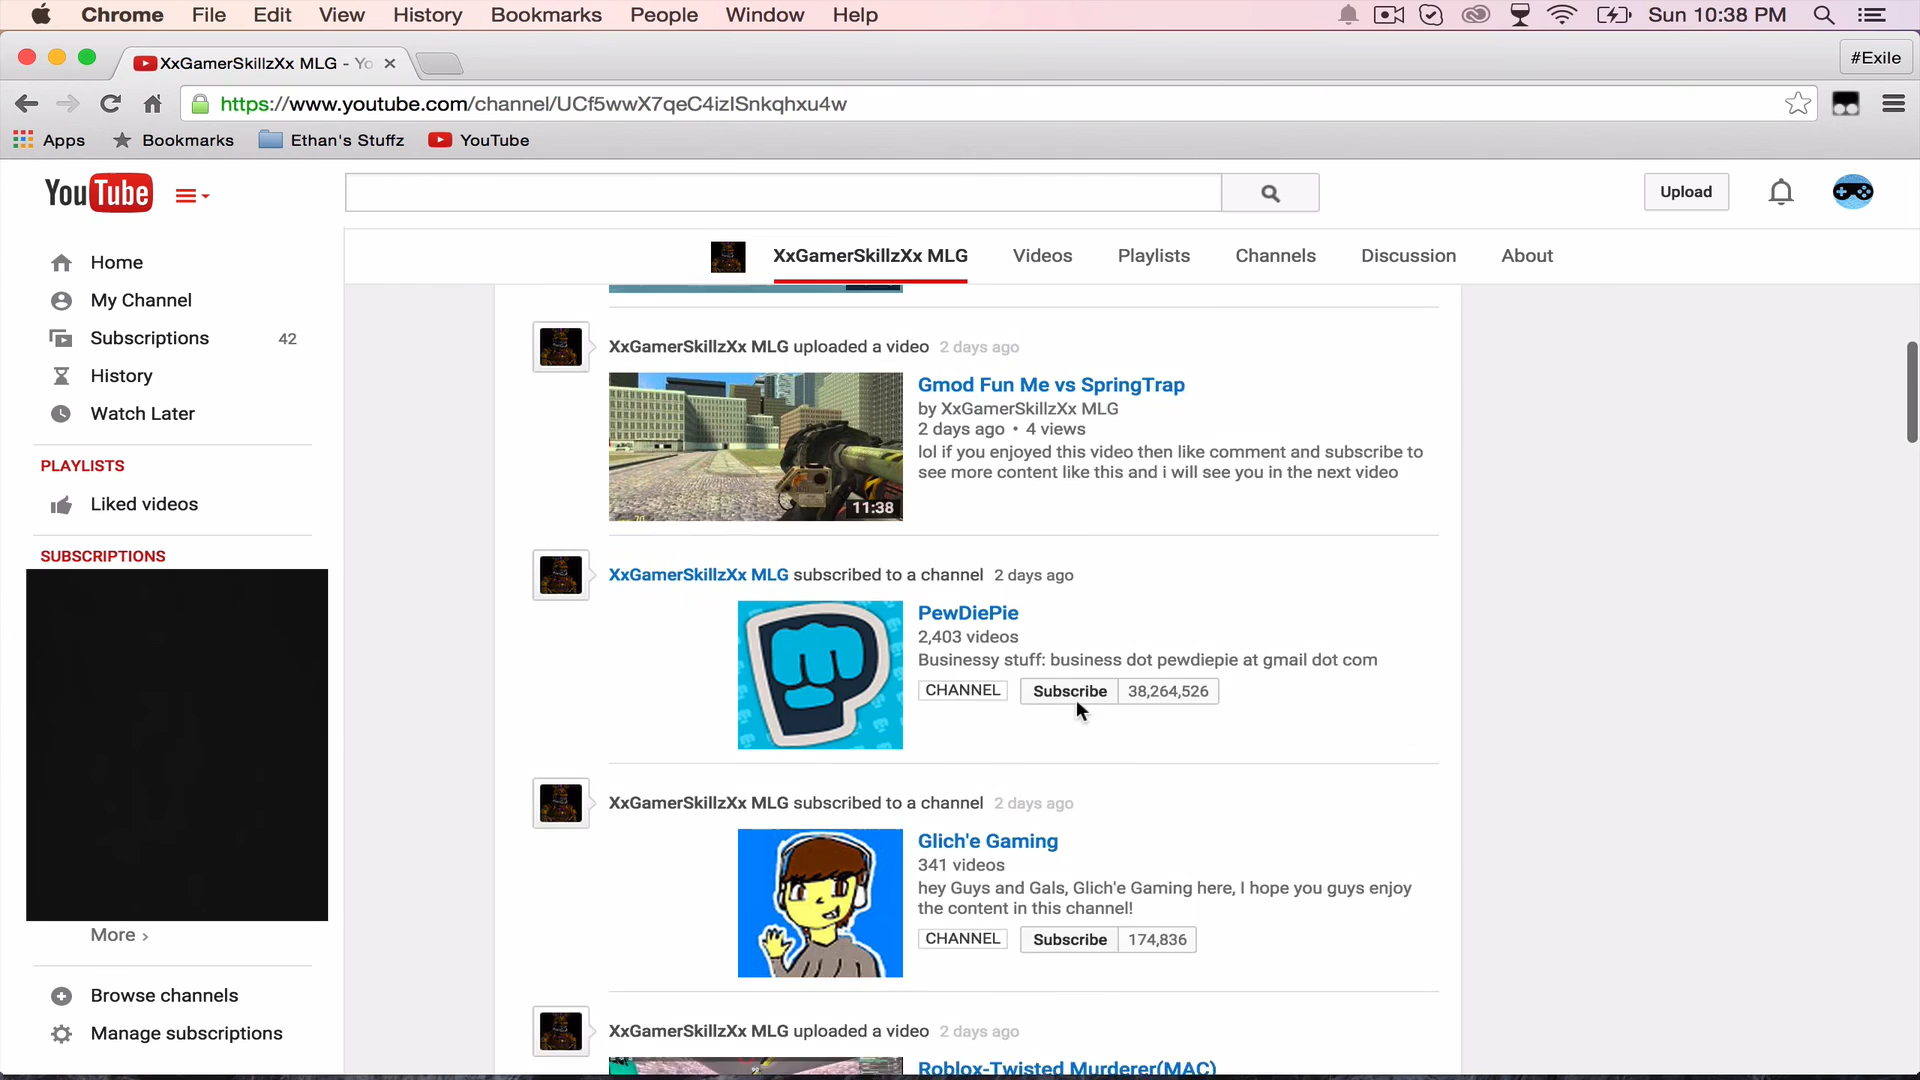 Chrome File Edit View History Bookmarks People Window Help Sun 10:38 PM
XxGamerSkillzXx MLG - Yo #Exile
https://www.youtube.com/channel/UCf5wwX7qeC4izISnkqhxu4w
Apps Bookmarks Ethan's Stuffz YouTube
YouTube Upload
XxGamerSkillzXx MLG Videos Playlists Channels Discussion About
Home
My Channel
Subscriptions 42
History
Watch Later
PLAYLISTS
Liked videos
SUBSCRIPTIONS
More ›
Browse channels
Manage subscriptions
XxGamerSkillzXx MLG uploaded a video 2 days ago
Gmod Fun Me vs SpringTrap
by XxGamerSkillzXx MLG
2 days ago • 4 views
lol if you enjoyed this video then like comment and subscribe to
see more content like this and i will see you in the next video
11:38
XxGamerSkillzXx MLG subscribed to a channel 2 days ago
PewDiePie
2,403 videos
Businessy stuff: business dot pewdiepie at gmail dot com
CHANNEL Subscribe 38,264,526
XxGamerSkillzXx MLG subscribed to a channel 2 days ago
Glich'e Gaming
341 videos
hey Guys and Gals, Glich'e Gaming here, I hope you guys enjoy
the content in this channel!
CHANNEL Subscribe 174,836
XxGamerSkillzXx MLG uploaded a video 2 days ago
Roblox-Twisted Murderer(MAC)